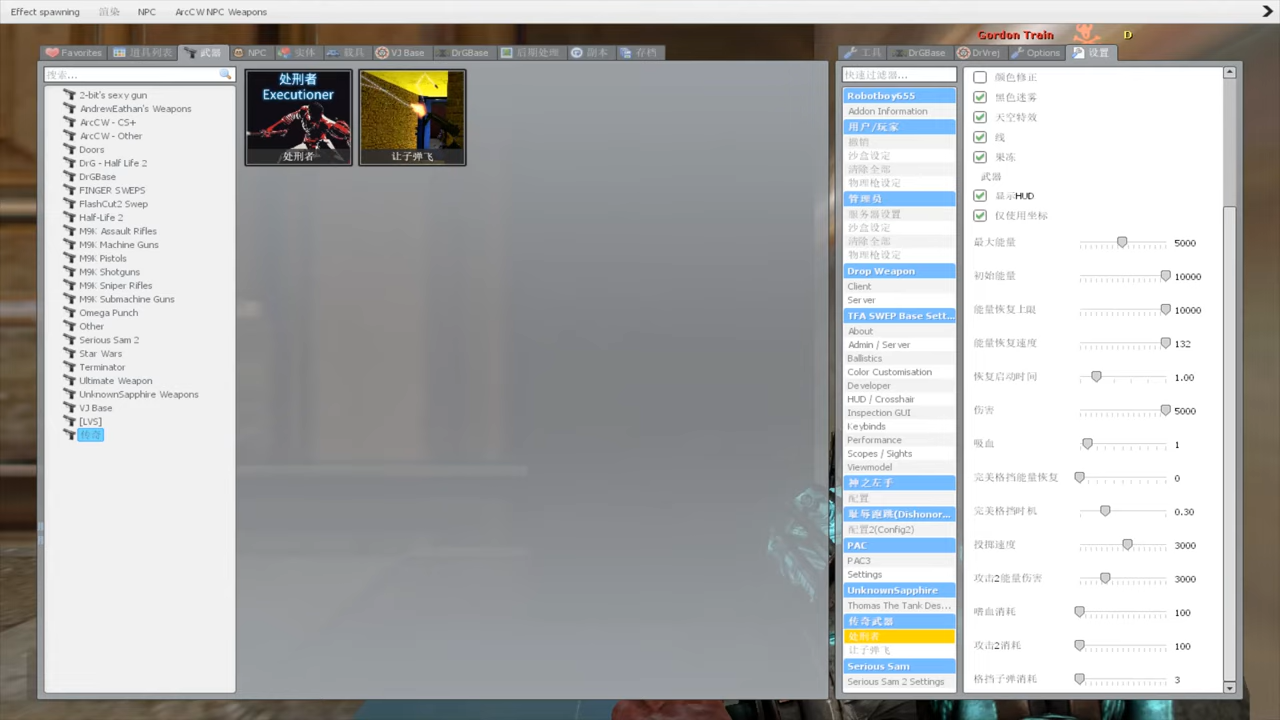 Effect spawning 渲染 NPC ArcCW NPC Weapons
Gordon Train D
Favorites 道具列表 武器 NPC 实体 载具 VJ Base DrGBase 后期处理 副本 存档
工具 DrGBase DrVrej Options 设置
搜索...
2-bit's sexy gun
AndrewEathan's Weapons
ArcCW - CS+
ArcCW - Other
Doors
DrG - Half Life 2
DrGBase
FINGER SWEPS
FlashCut2 Swep
Half-Life 2
M9K Assault Rifles
M9K Machine Guns
M9K Pistols
M9K Shotguns
M9K Sniper Rifles
M9K Submachine Guns
Omega Punch
Other
Serious Sam 2
Star Wars
Terminator
Ultimate Weapon
UnknownSapphire Weapons
VJ Base
[LVS]
传奇
处刑者
Executioner
处刑者
让子弹飞
快速过滤器...
Robotboy655
Addon Information
用户/玩家
撤销
沙盒设定
清除全部
物理枪设定
管理员
服务器设置
沙盒设定
清除全部
物理枪设定
Drop Weapon
Client
Server
TFA SWEP Base Sett...
About
Admin / Server
Ballistics
Color Customisation
Developer
HUD / Crosshair
Inspection GUI
Keybinds
Performance
Scopes / Sights
Viewmodel
神之左手
配置
耻辱跑跳(Dishonor...
配置2(Config2)
PAC
PAC3
Settings
UnknownSapphire
Thomas The Tank Des...
传奇武器
处刑者
让子弹飞
Serious Sam
Serious Sam 2 Settings
颜色修正
黑色迷雾
天空特效
线
果冻
武器
显示HUD
仅使用坐标
最大能量 5000
初始能量 10000
能量恢复上限 10000
能量恢复速度 132
恢复启动时间 1.00
伤害 5000
吸血 1
完美格挡能量恢复 0
完美格挡时机 0.30
投掷速度 3000
攻击2能量伤害 3000
嗜血消耗 100
攻击2消耗 100
格挡子弹消耗 3